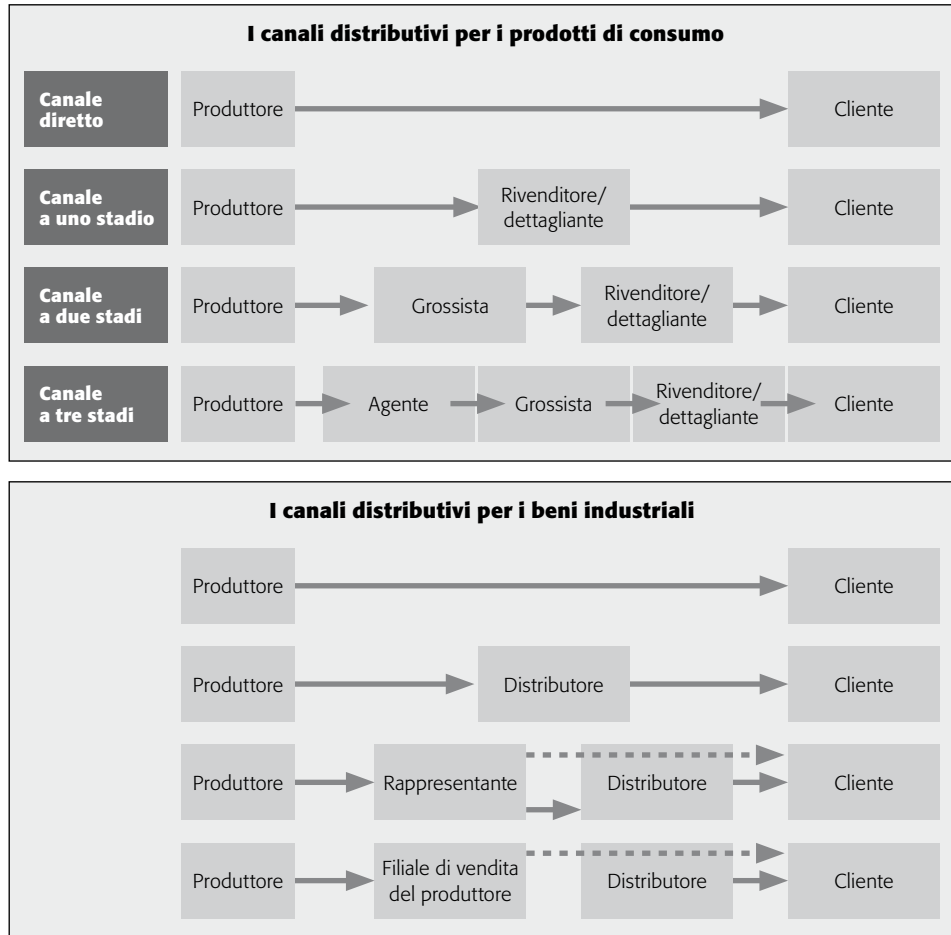 I canali distributivi per i prodotti di consumo
Canale
diretto
Produttore
Cliente
Canale
a uno stadio
Produttore
Rivenditore/
dettagliante
Cliente
Canale
a due stadi
Produttore
Grossista
Rivenditore/
dettagliante
Cliente
Canale
a tre stadi
Produttore
Agente
Grossista
Rivenditore/
dettagliante
Cliente
I canali distributivi per i beni industriali
Produttore
Cliente
Produttore
Distributore
Cliente
Produttore
Rappresentante
Distributore
Cliente
Produttore
Filiale di vendita
del produttore
Distributore
Cliente